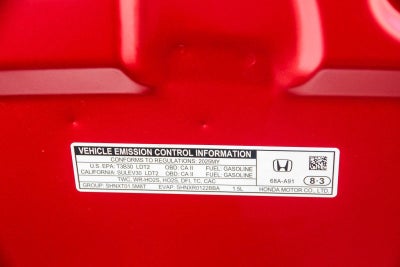 VEHICLE EMISSION CONTROL INFORMATION
CONFORMS TO REGULATIONS: 2025MY
U.S. EPA: T3B30 LDT2 OBD: CA II FUEL: GASOLINE
CALIFORNIA: SULEV30 LDT2 OBD: CA II FUEL: GASOLINE
TWC, WR-HO2S, HO2S, DFI, TC, CAC
GROUP: SHNXT01.5M8T EVAP: SHNXR0122BBA 1.5L
68A-A91 8-3
HONDA MOTOR CO., LTD.